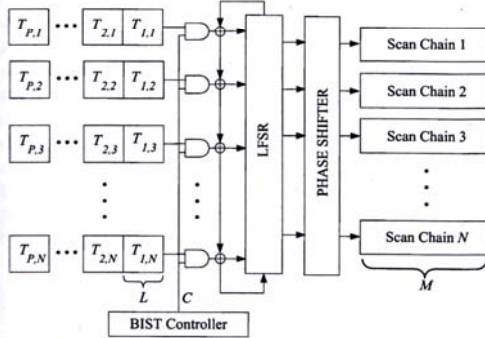 T_{P,1} ••• T_{2,1} T_{1,1}
Scan Chain 1
T_{P,2} ••• T_{2,2} T_{1,2}
Scan Chain 2
T_{P,3} ••• T_{2,3} T_{1,3}
Scan Chain 3
LFSR
PHASE SHIFTER
T_{P,N} ••• T_{2,N} T_{1,N}
Scan Chain N
L
C
M
BIST Controller